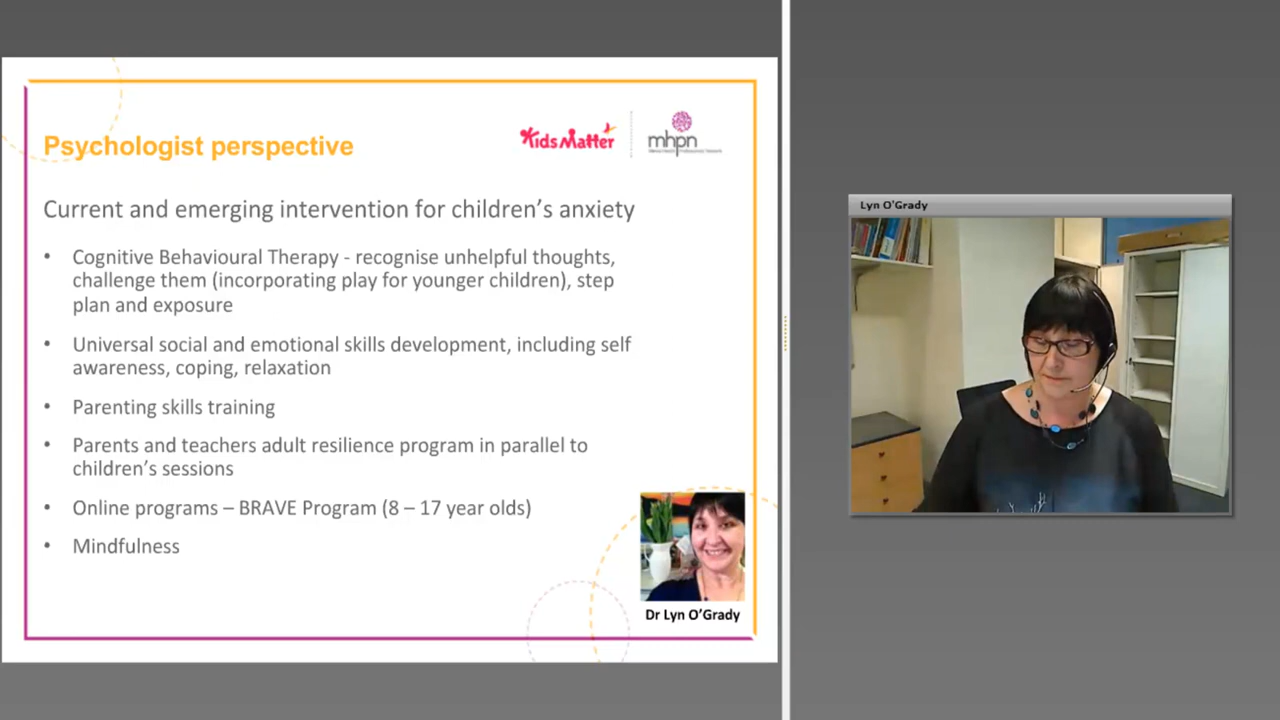 Psychologist perspective
KidsMatter
mhpn
Current and emerging intervention for children's anxiety
• Cognitive Behavioural Therapy - recognise unhelpful thoughts,
challenge them (incorporating play for younger children), step
plan and exposure
• Universal social and emotional skills development, including self
awareness, coping, relaxation
• Parenting skills training
• Parents and teachers adult resilience program in parallel to
children's sessions
• Online programs – BRAVE Program (8 – 17 year olds)
• Mindfulness
Dr Lyn O'Grady
Lyn O'Grady